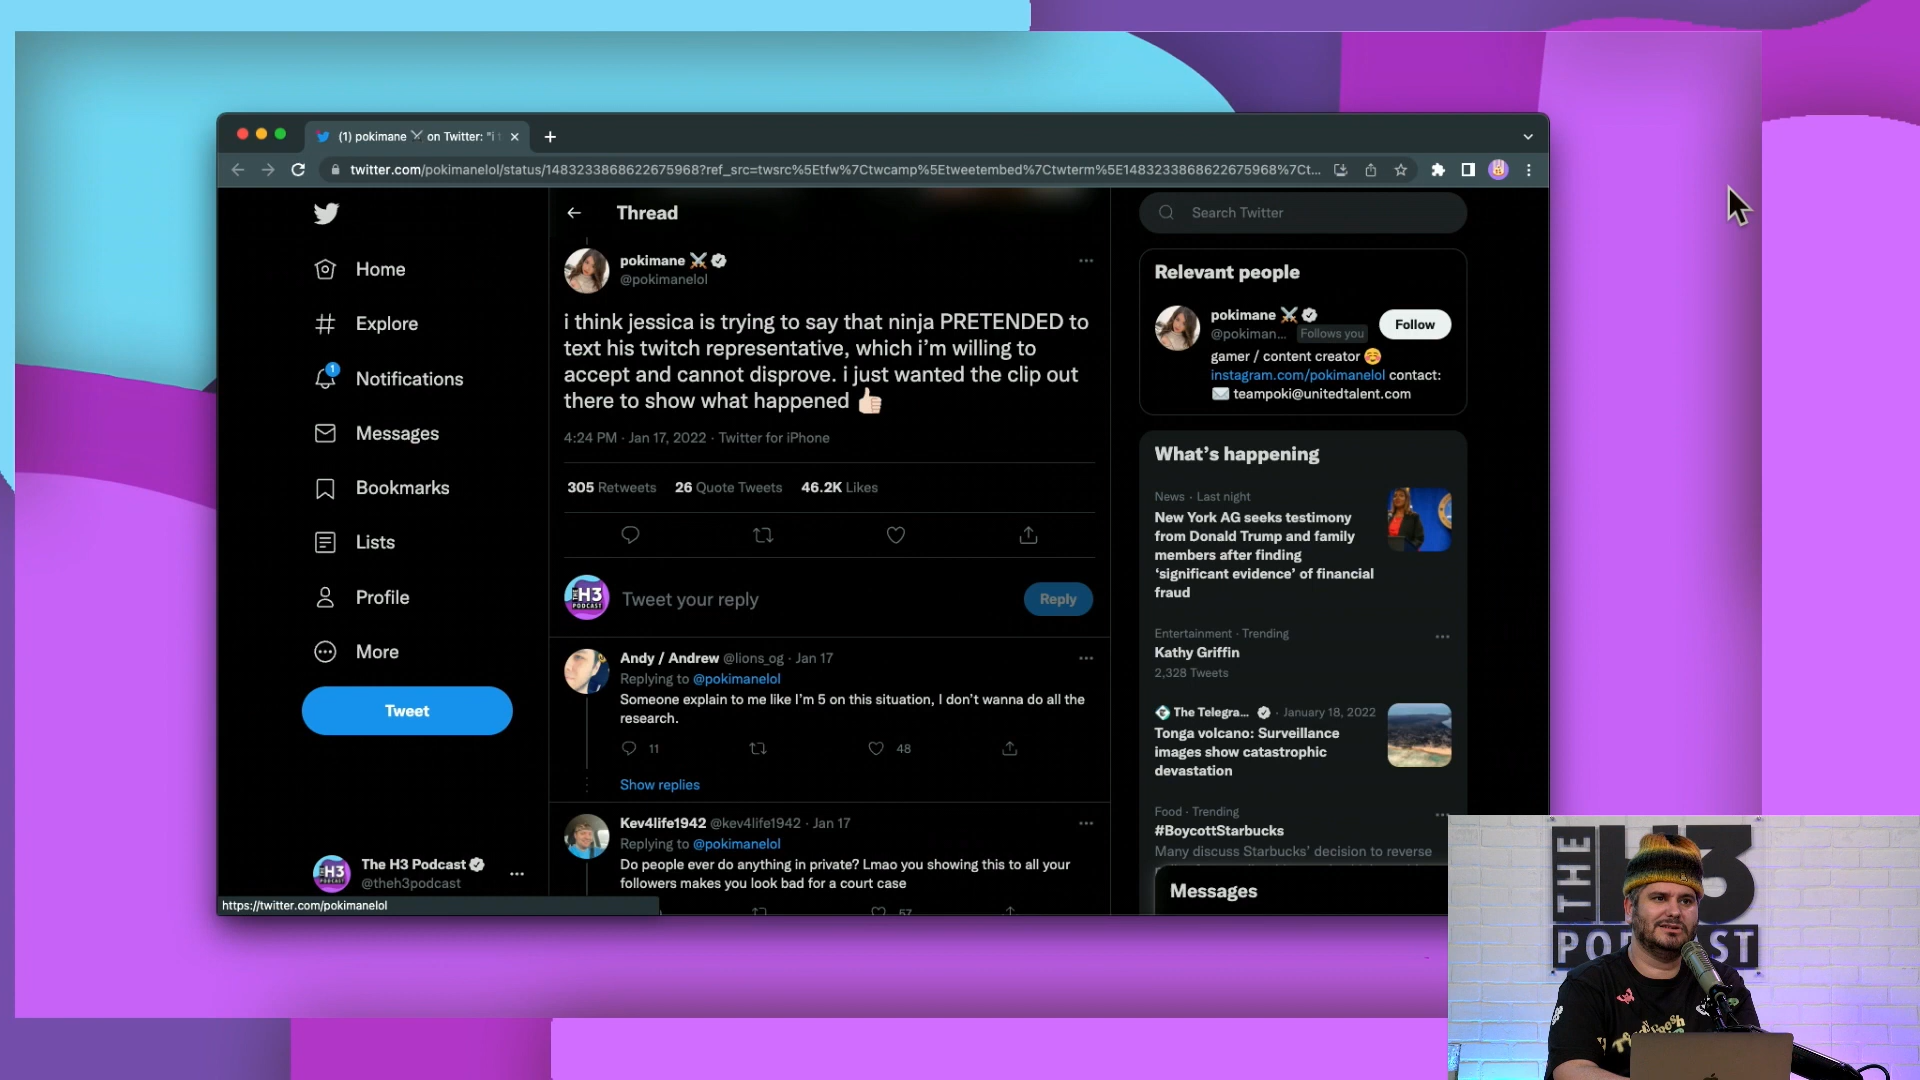 (1) pokimane ⚔ on Twitter: "i
twitter.com/pokimanelol/status/1483233868622675968?ref_src=twsrc%5Etfw%7Ctwcamp%5Etweetembed%7Ctwterm%5E1483233868622675968%7Ct...
Home
Explore
1
Notifications
Messages
Bookmarks
Lists
Profile
More
Tweet
The H3 Podcast
@theh3podcast
https://twitter.com/pokimanelol
Thread
pokimane ⚔
@pokimanelol
i think jessica is trying to say that ninja PRETENDED to
text his twitch representative, which i'm willing to
accept and cannot disprove. i just wanted the clip out
there to show what happened 👍🏻
4:24 PM · Jan 17, 2022 · Twitter for iPhone
305 Retweets 26 Quote Tweets 46.2K Likes
THE H3 PODCAST
Tweet your reply
Reply
Andy / Andrew @lions_og · Jan 17
Replying to @pokimanelol
Someone explain to me like I'm 5 on this situation, I don't wanna do all the
research.
11 48
Show replies
Kev4life1942 @kev4life1942 · Jan 17
Replying to @pokimanelol
Do people ever do anything in private? Lmao you showing this to all your
followers makes you look bad for a court case
57
Search Twitter
Relevant people
pokimane ⚔
@pokiman... Follows you
Follow
gamer / content creator ☺
instagram.com/pokimanelol contact:
✉ teampoki@unitedtalent.com
What's happening
News · Last night
New York AG seeks testimony
from Donald Trump and family
members after finding
'significant evidence' of financial
fraud
Entertainment · Trending
Kathy Griffin
2,328 Tweets
The Telegra... · January 18, 2022
Tonga volcano: Surveillance
images show catastrophic
devastation
Food · Trending
#BoycottStarbucks
Many discuss Starbucks' decision to reverse
Messages
THE H3
PODCAST